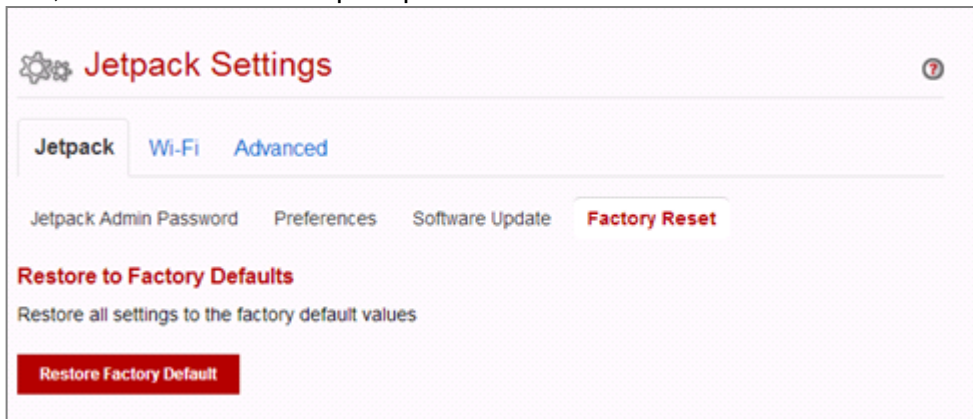 Jetpack Settings
?
Jetpack Wi-Fi Advanced
Jetpack Admin Password Preferences Software Update Factory Reset
Restore to Factory Defaults
Restore all settings to the factory default values
Restore Factory Default